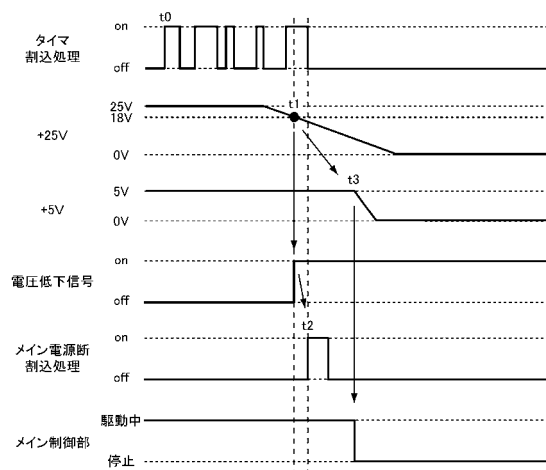 タイマ
割込処理
on
t0
off
+25V
25V
18V
t1
0V
+5V
5V
t3
0V
電圧低下信号
on
off
メイン電源断
割込処理
on
t2
off
メイン制御部
駆動中
停止